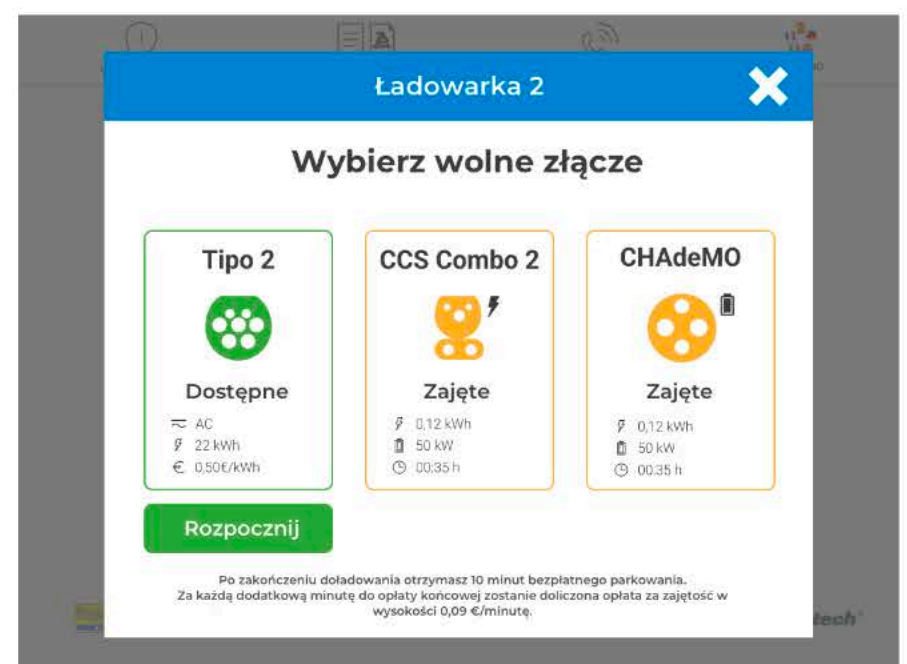 Ładowarka 2
Wybierz wolne złącze
Tipo 2
Dostępne
AC
22 kWh
0,50€/kWh
CCS Combo 2
Zajęte
0,12 kWh
50 kW
00:35 h
CHAdeMO
Zajęte
0,12 kWh
50 kW
00:35 h
Rozpocznij
Po zakończeniu doładowania otrzymasz 10 minut bezpłatnego parkowania.
Za każdą dodatkową minutę do opłaty końcowej zostanie doliczona opłata za zajętość w
wysokości 0,09 €/minutę.
tech